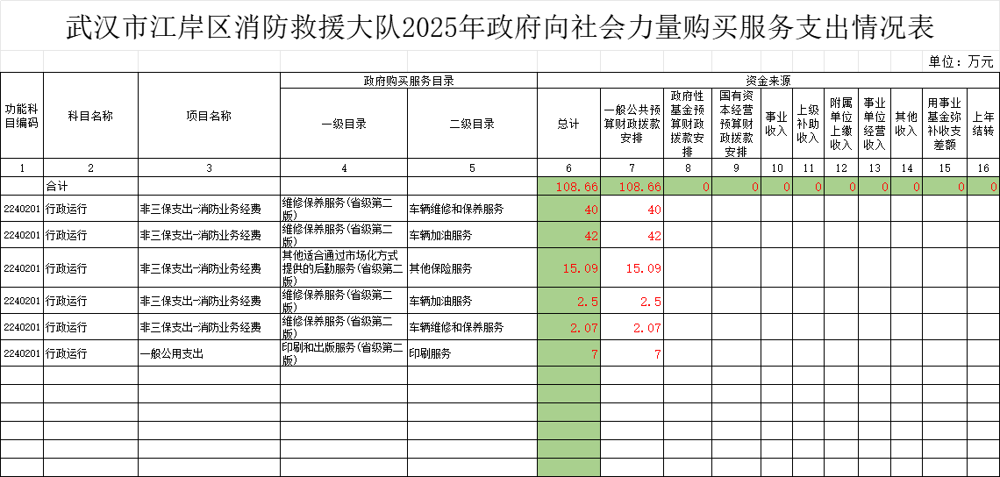 武汉市江岸区消防救援大队2025年政府向社会力量购买服务支出情况表
单位：万元
功能科目编码 科目名称 项目名称 政府购买服务目录 资金来源
一级目录 二级目录 总计 一般公共预算财政拨款安排 政府性基金预算财政拨款安排 国有资本经营预算财政拨款安排 事业收入 上级补助收入 附属单位上缴收入 事业单位经营收入 其他收入 用事业基金弥补收支差额 上年结转
1 2 3 4 5 6 7 8 9 10 11 12 13 14 15 16
合计 108.66 108.66 0 0 0 0 0 0 0 0 0
2240201 行政运行 非三保支出-消防业务经费 维修保养服务(省级第二版) 车辆维修和保养服务 40 40
2240201 行政运行 非三保支出-消防业务经费 维修保养服务(省级第二版) 车辆加油服务 42 42
2240201 行政运行 非三保支出-消防业务经费 其他适合通过市场化方式提供的后勤服务(省级第二版) 其他保险服务 15.09 15.09
2240201 行政运行 非三保支出-消防业务经费 维修保养服务(省级第二版) 车辆加油服务 2.5 2.5
2240201 行政运行 非三保支出-消防业务经费 维修保养服务(省级第二版) 车辆维修和保养服务 2.07 2.07
2240201 行政运行 一般公用支出 印刷和出版服务(省级第二版) 印刷服务 7 7